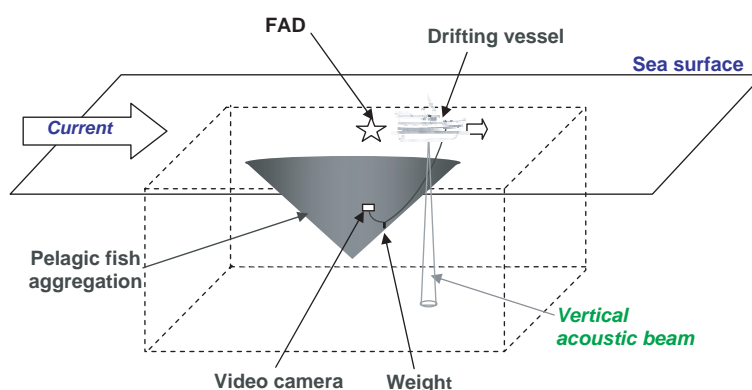 FAD
Drifting vessel
Sea surface
Current
Pelagic fish
aggregation
Vertical
acoustic beam
Video camera
Weight